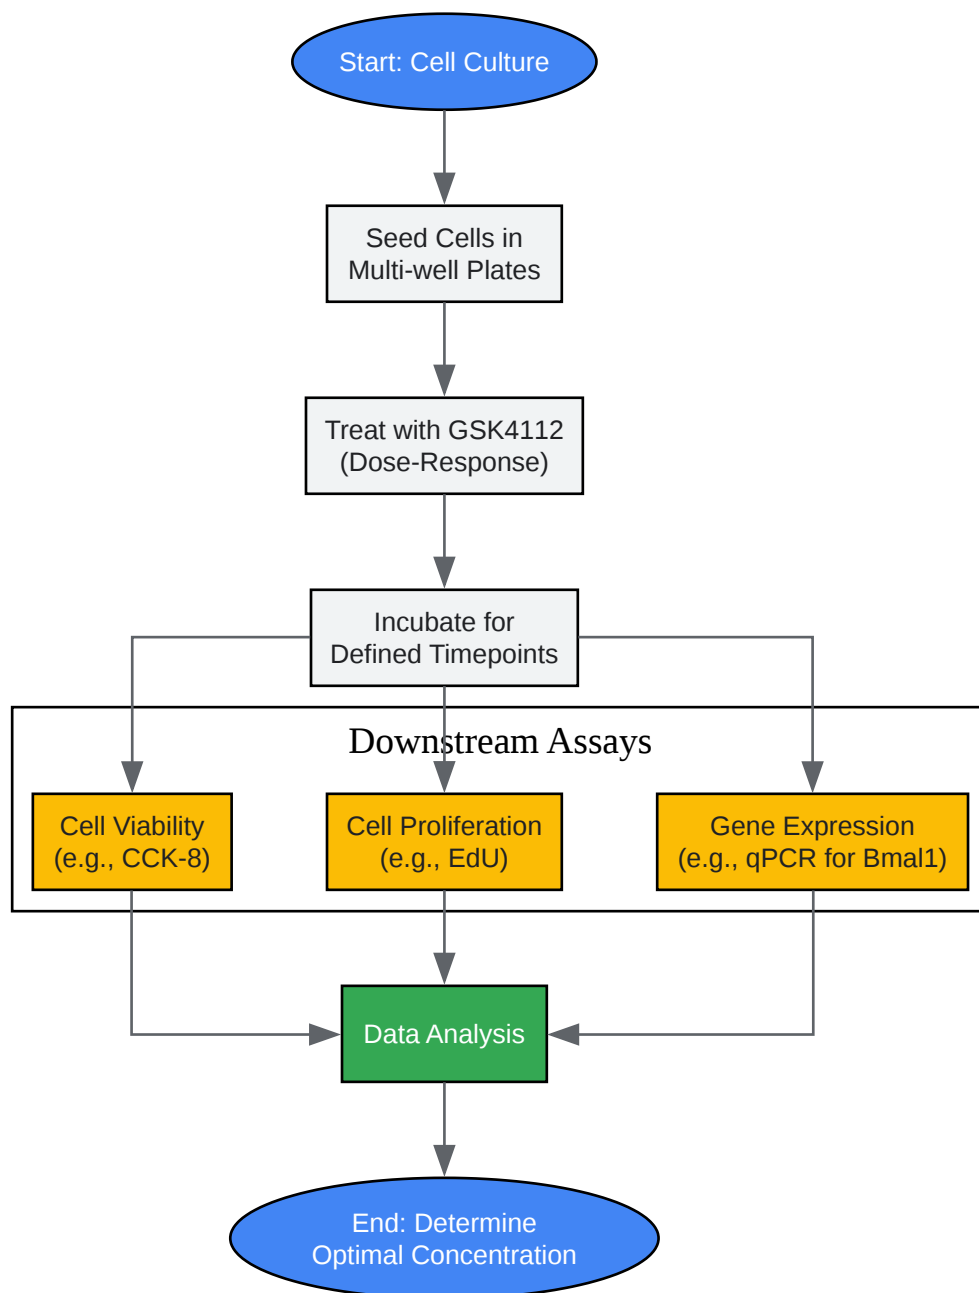 Start: Cell Culture
Seed Cells in
Multi-well Plates
Treat with GSK4112
(Dose-Response)
Incubate for
Defined Timepoints
Downstream Assays
Cell Viability
(e.g., CCK-8)
Cell Proliferation
(e.g., EdU)
Gene Expression
(e.g., qPCR for Bmal1)
Data Analysis
End: Determine
Optimal Concentration